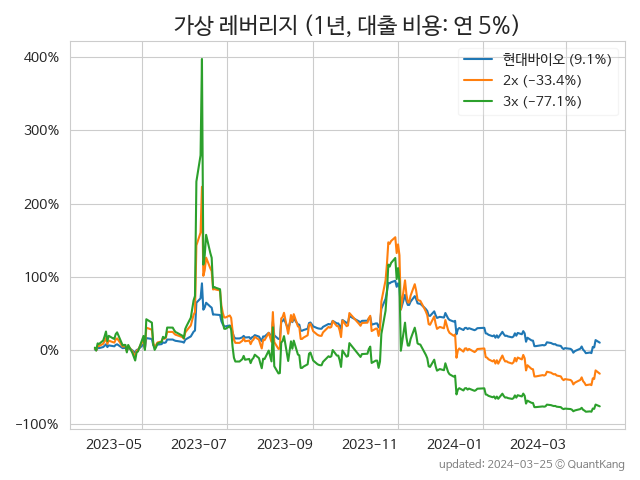 가상 레버리지 (1년, 대출 비용: 연 5%)
현대바이오 (9.1%)
2x (−33.4%)
3x (−77.1%)
400%
300%
200%
100%
0%
−100%
2023-05 2023-07 2023-09 2023-11 2024-01 2024-03
updated: 2024-03-25 © QuantKang